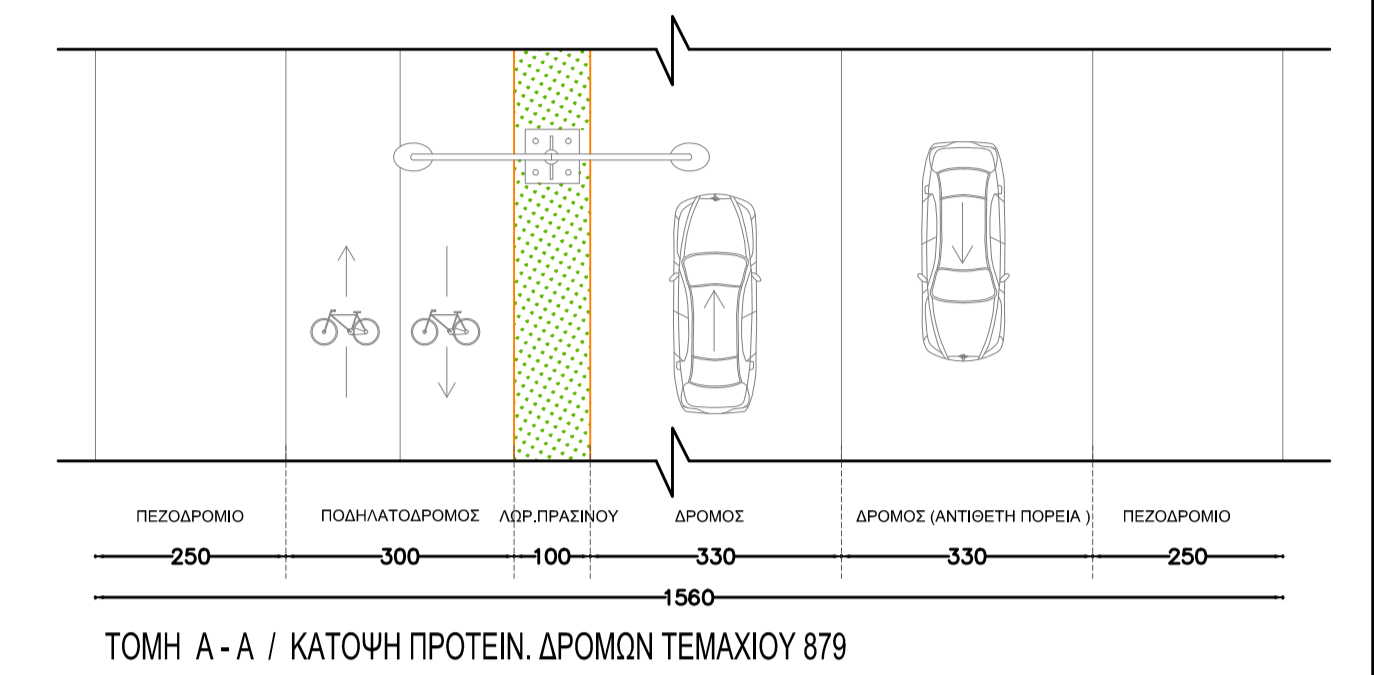 ΠΕΖΟΔΡΟΜΙΟ ΠΟΔΗΛΑΤΟΔΡΟΜΟΣ ΛΩΡ.ΠΡΑΣΙΝΟΥ ΔΡΟΜΟΣ ΔΡΟΜΟΣ (ΑΝΤΙΘΕΤΗ ΠΟΡΕΙΑ ) ΠΕΖΟΔΡΟΜΙΟ
250 300 100 330 330 250
1560
ΤΟΜΗ Α - Α / ΚΑΤΟΨΗ ΠΡΟΤΕΙΝ. ΔΡΟΜΩΝ ΤΕΜΑΧΙΟΥ 879